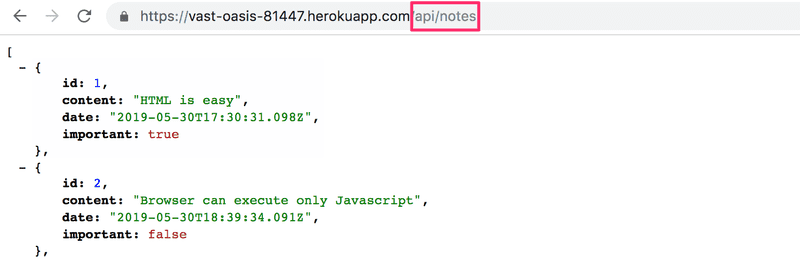 https://vast-oasis-81447.herokuapp.com/api/notes
[
- {
id: 1,
content: "HTML is easy",
date: "2019-05-30T17:30:31.098Z",
important: true
},
- {
id: 2,
content: "Browser can execute only Javascript",
date: "2019-05-30T18:39:34.091Z",
important: false
},